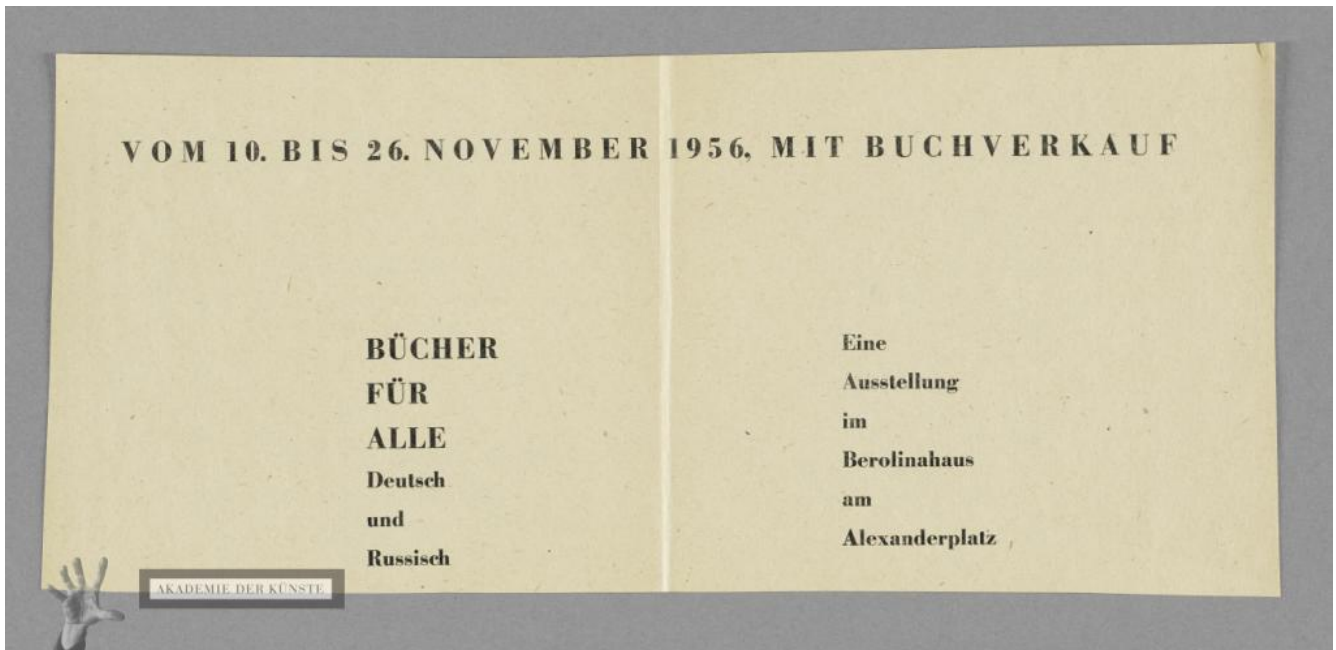 VOM 10. BIS 26. NOVEMBER 1956, MIT BUCHVERKAUF
BÜCHER
FÜR
ALLE
Deutsch
und
Russisch
Eine
Ausstellung
im
Berolinahaus
am
Alexanderplatz
AKADEMIE DER KÜNSTE